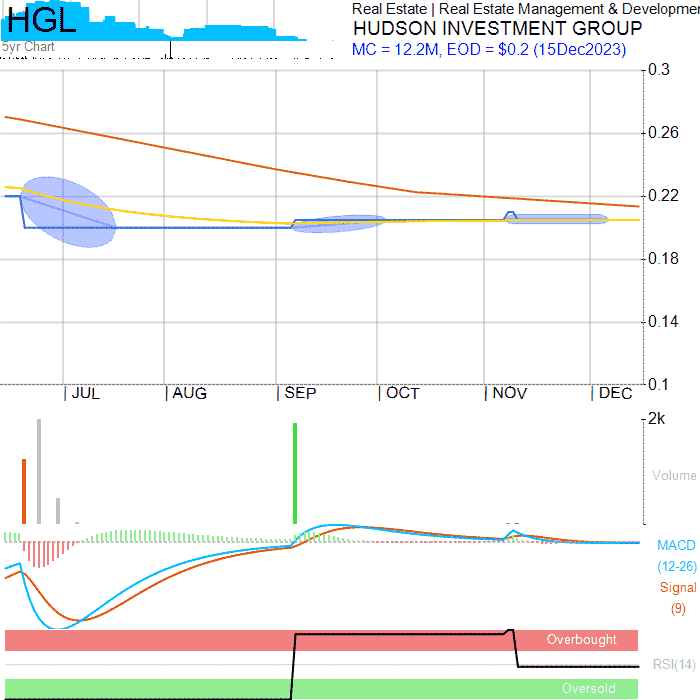 HGL
Real Estate | Real Estate Management & Developmen
HUDSON INVESTMENT GROUP
5yr Chart
MC = 12.2M, EOD = $0.2 (15Dec2023)
0.3
0.26
0.22
0.18
0.14
0.1
JUL AUG SEP OCT NOV DEC
2k
Volume
MACD
(12-26)
Signal
(9)
Overbought
RSI(14)
Oversold